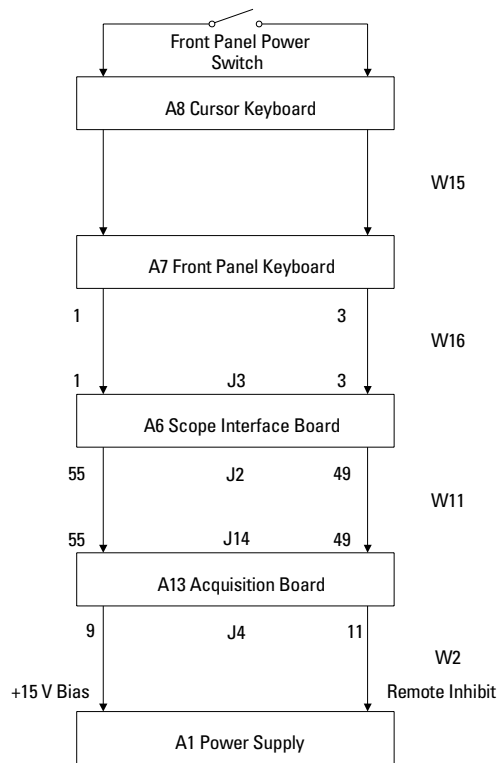 Front Panel Power
Switch
A8 Cursor Keyboard
W15
A7 Front Panel Keyboard
1 3
W16
1 J3 3
A6 Scope Interface Board
55 J2 49
W11
55 J14 49
A13 Acquisition Board
9 J4 11
W2
+15 V Bias Remote Inhibit
A1 Power Supply